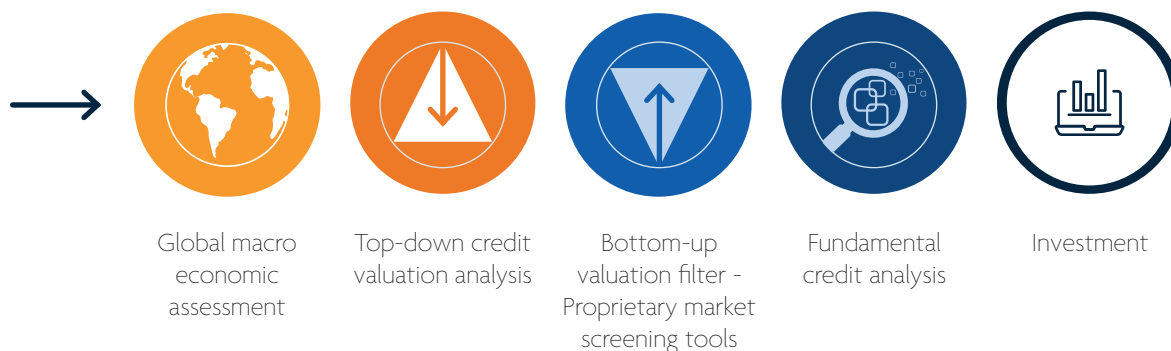 Global macro
economic
assessment
Top-down credit
valuation analysis
Bottom-up
valuation filter -
Proprietary market
screening tools
Fundamental
credit analysis
Investment